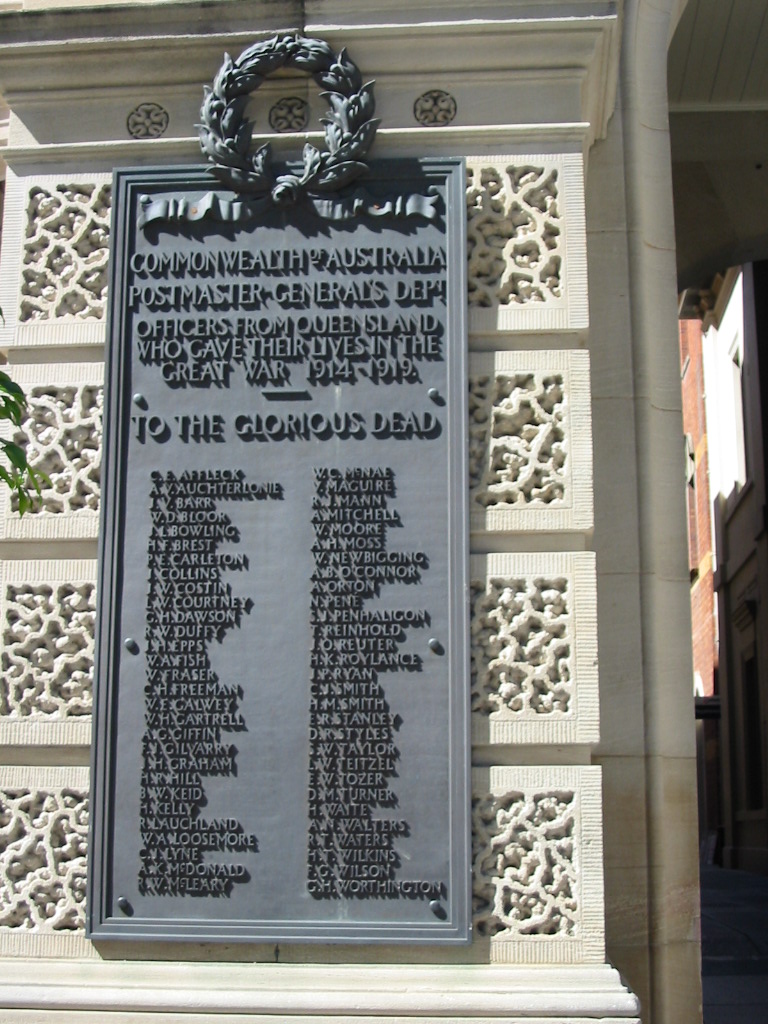 COMMONWEALTH OF AUSTRALIA
POSTMASTER-GENERAL'S DEPT
OFFICERS FROM QUEENSLAND
WHO GAVE THEIR LIVES IN THE
GREAT WAR 1914-1919.
TO THE GLORIOUS DEAD
C.E. AFFLECK
A.V. AUCHTERLONIE
J.V. BARR
W.D. BLOOR
BOWLING
H.F. BREST
P.E. CARLETON
J. COLLINS
J.W. COSTIN
L.W. COURTNEY
G.H. DAWSON
R.W. DUFFY
J.H. EPPS
W.A. FISH
W. FRASER
C.H. FREEMAN
W.E. GALWEY
W.H. GARTRELL
A.G. GIFFIN
GILVARRY
J.H. GRAHAM
H.R. HILL
B.W. KEID
H. KELLY
R. LAUCHLAND
W.A. LOOSEMORE
C.J. LYNE
A.K. McDONALD
R.W. McLEARY
W.C. McNAE
V. MAGUIRE
R.J. MANN
A. MITCHELL
W. MOORE
A.H. MOSS
W. NEWBIGGING
A.B. O'CONNOR
A. ORTON
N. PENE
S.J. PENHALIGON
T. REINHOLD
J.O. REUTER
H.K. ROYLANCE
J.P. RYAN
C.J. SMITH
H.M. SMITH
E.R. STANLEY
D.R. STYLES
S.W. TAYLOR
L.W. TEITZEL
E.W. TOZER
D.M. TURNER
H. WAITE
A.N. WALTERS
R.T. WATERS
H.T. WILKINS
F.G. WILSON
G.H. WORTHINGTON